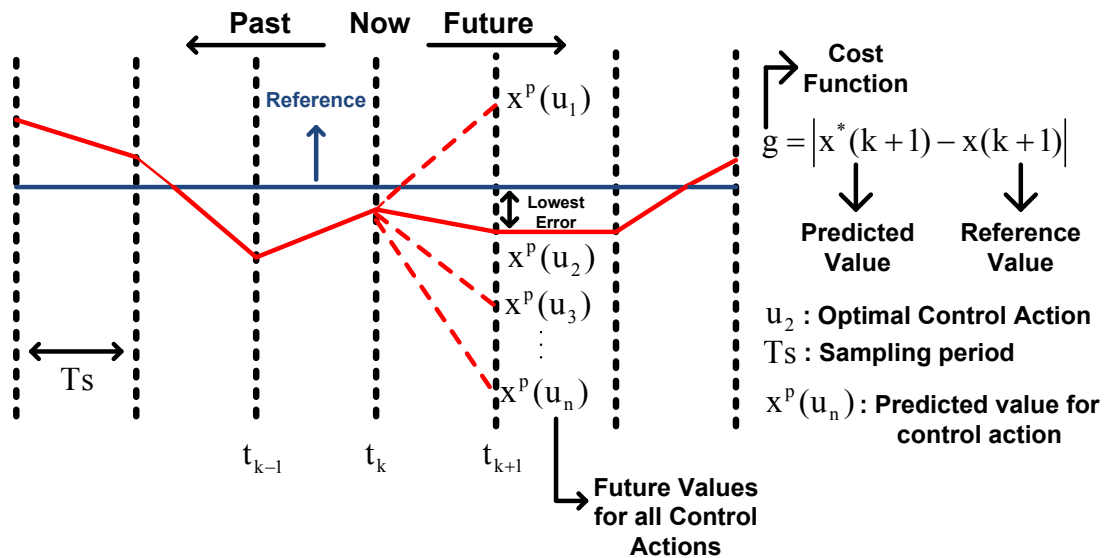 Past Now Future
Reference
x^p(u_1)
Lowest
Error
x^p(u_2)
x^p(u_3)
⋮
x^p(u_n)
Ts
t_{k-1}
t_k
t_{k+1}
Future Values
for all Control
Actions
Cost
Function
g = |x^*(k+1) − x(k+1)|
Predicted
Value
Reference
Value
u_2 : Optimal Control Action
Ts : Sampling period
x^p(u_n) : Predicted value for
control action